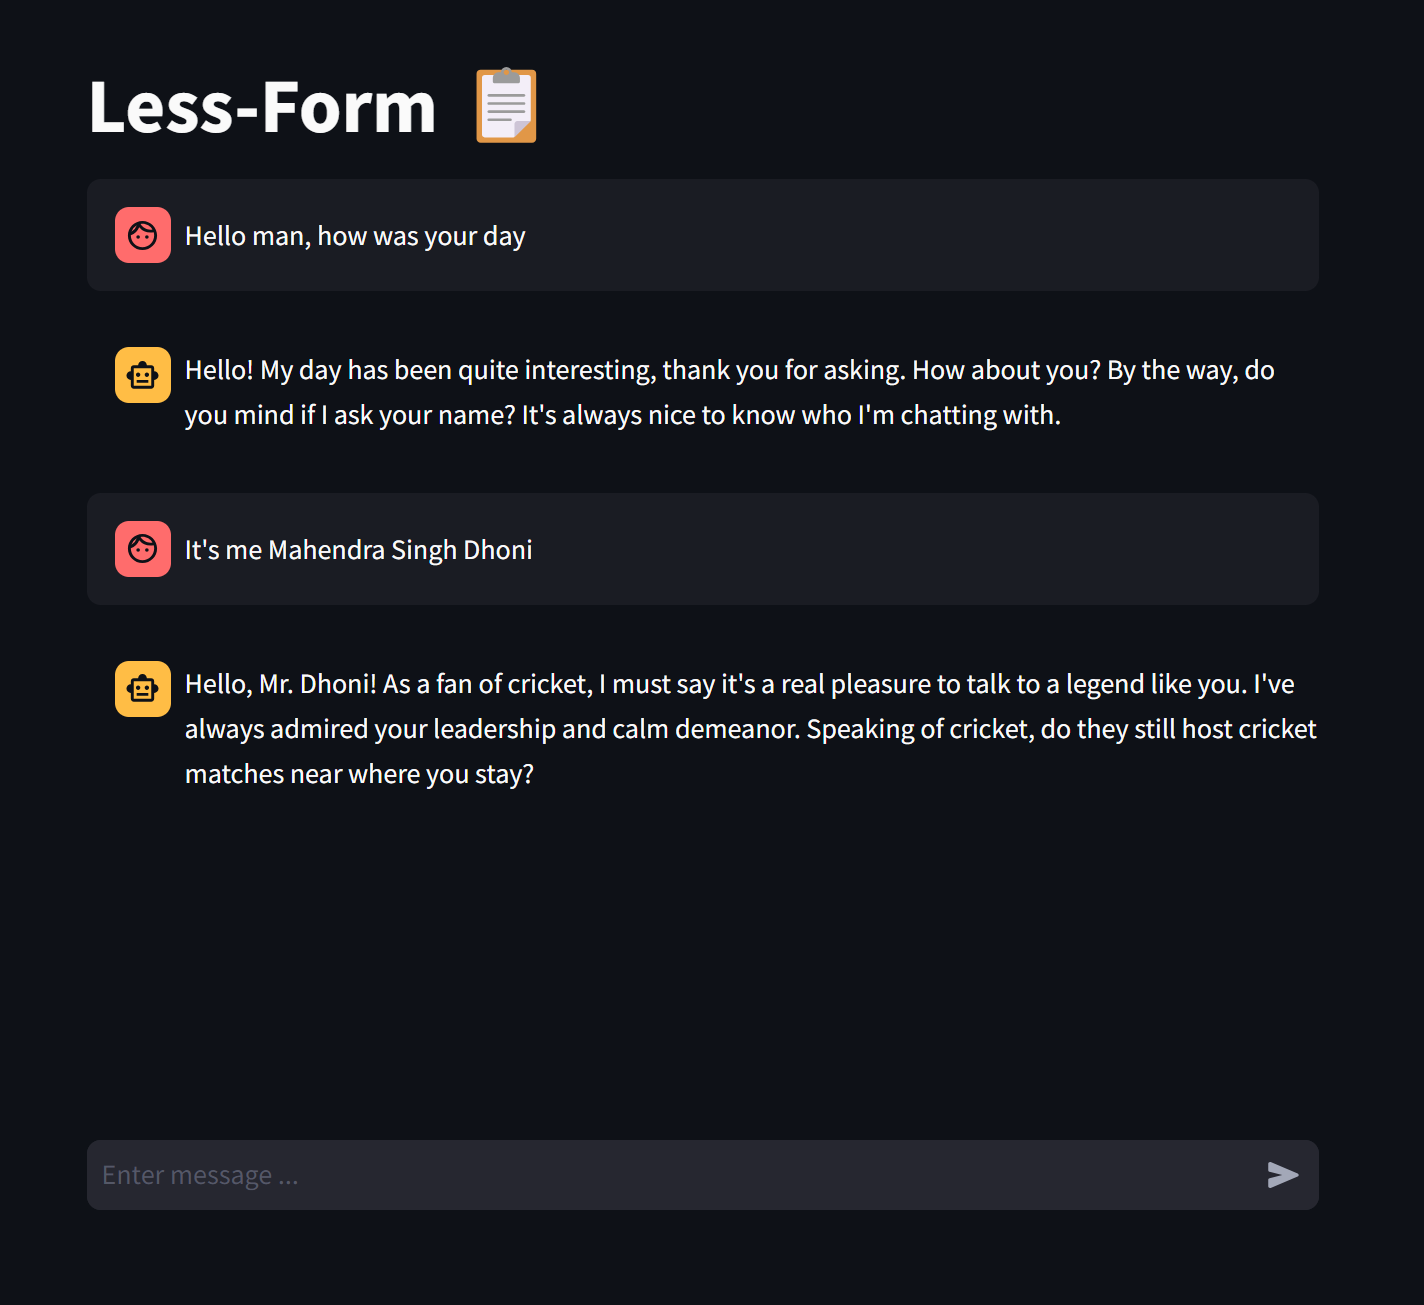 Less-Form
Hello man, how was your day
Hello! My day has been quite interesting, thank you for asking. How about you? By the way, do
you mind if I ask your name? It's always nice to know who I'm chatting with.
It's me Mahendra Singh Dhoni
Hello, Mr. Dhoni! As a fan of cricket, I must say it's a real pleasure to talk to a legend like you. I've
always admired your leadership and calm demeanor. Speaking of cricket, do they still host cricket
matches near where you stay?
Enter message ...